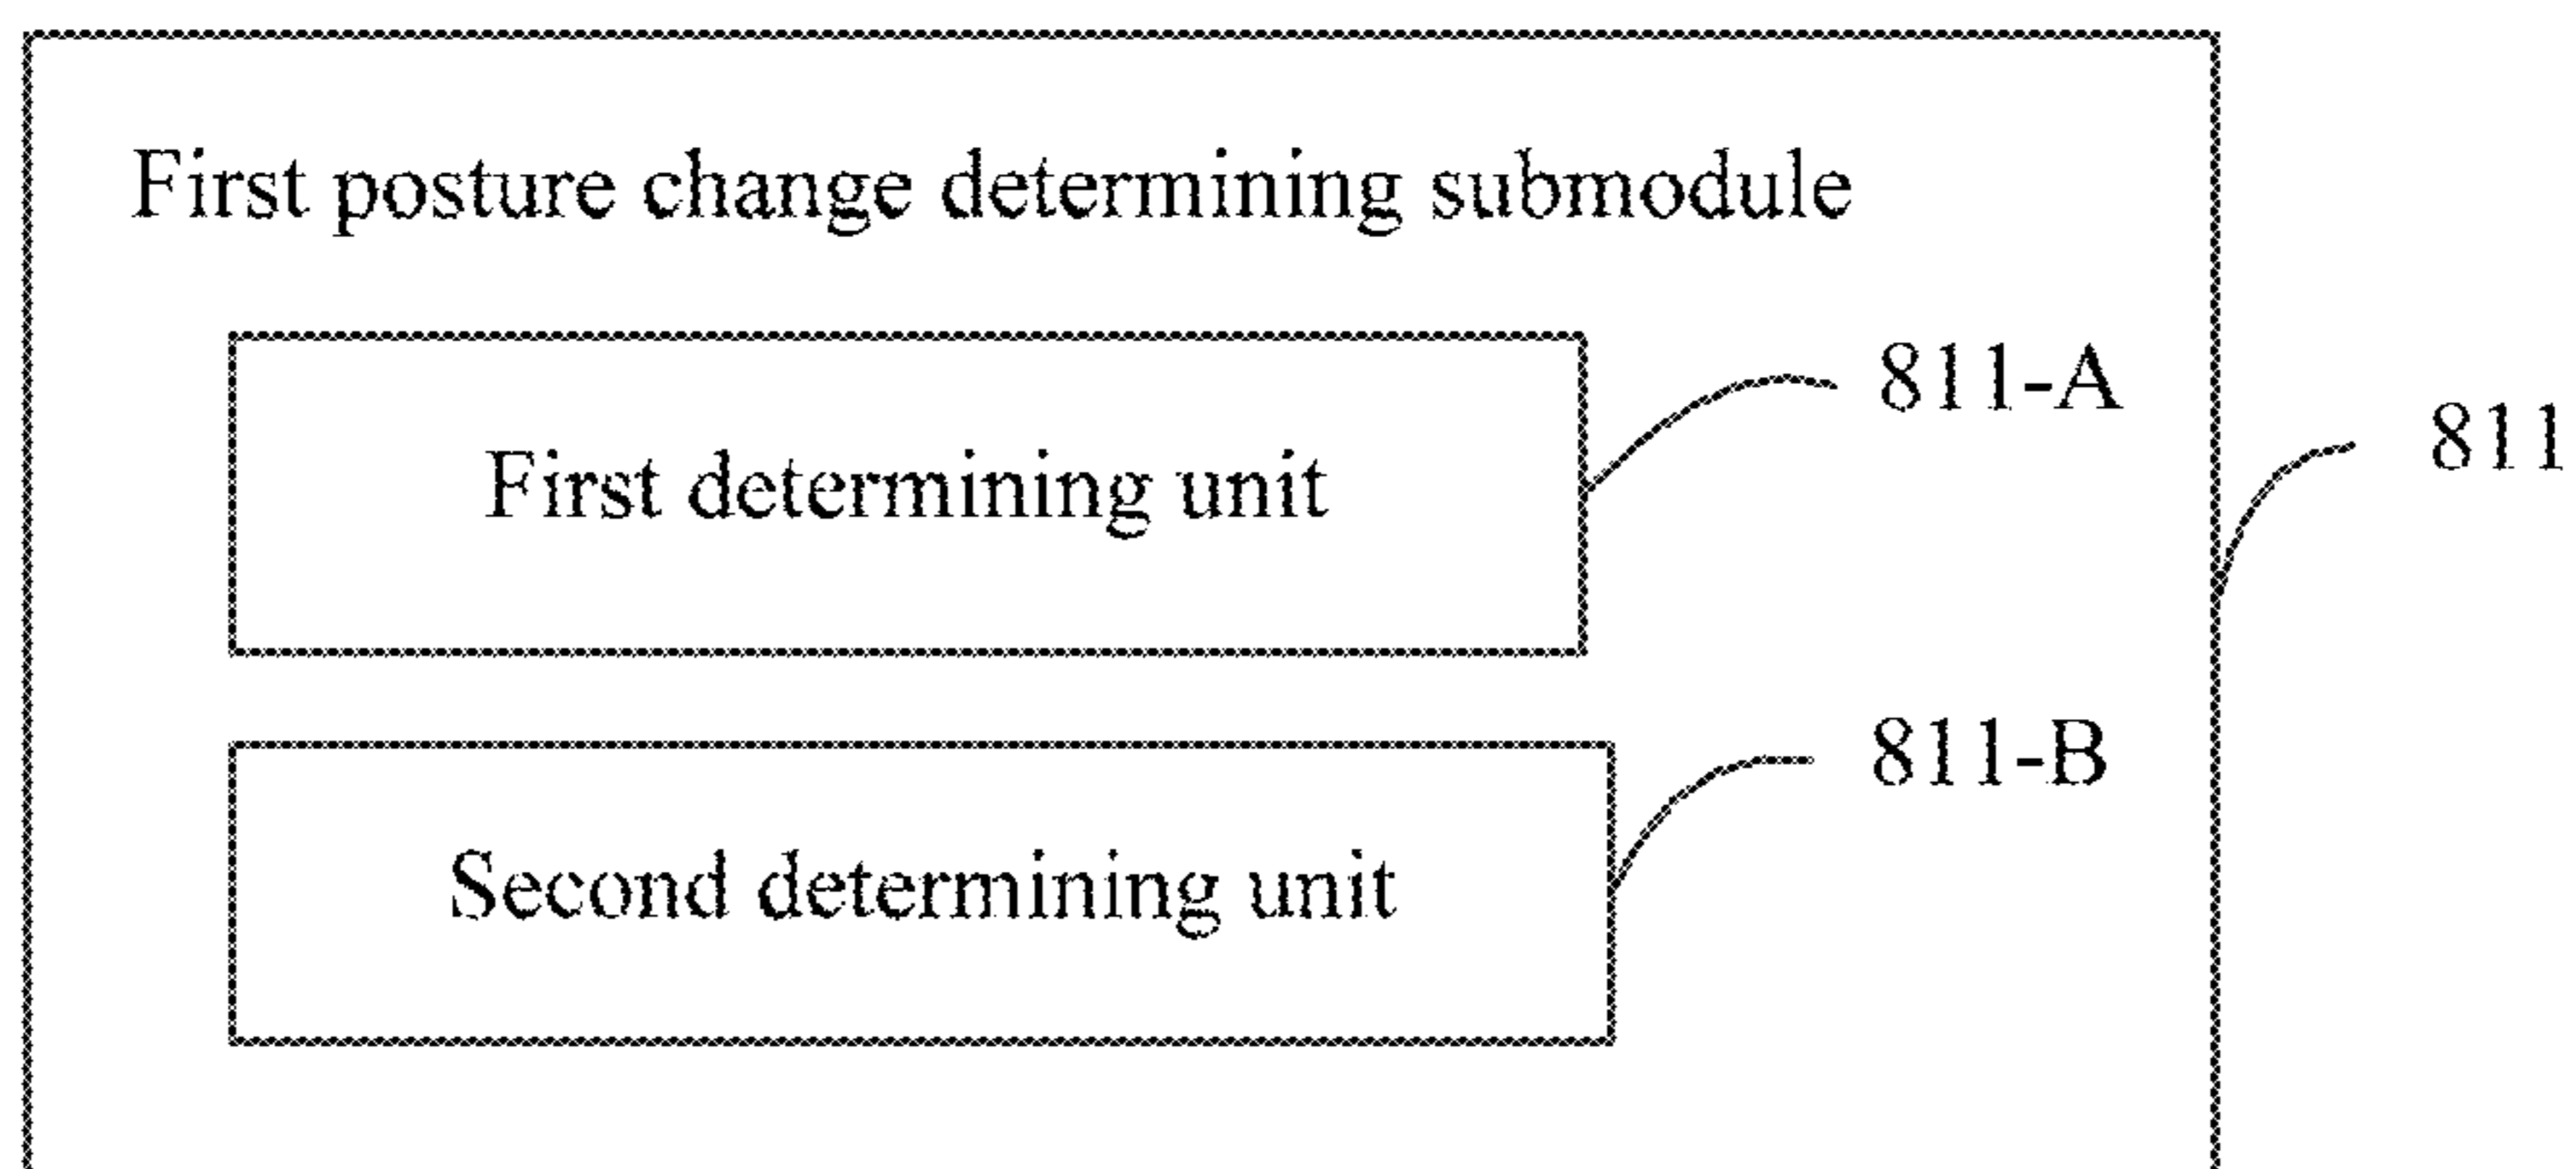 First posture change determining submodule
811-A
811
First determining unit
811-B
Second determining unit